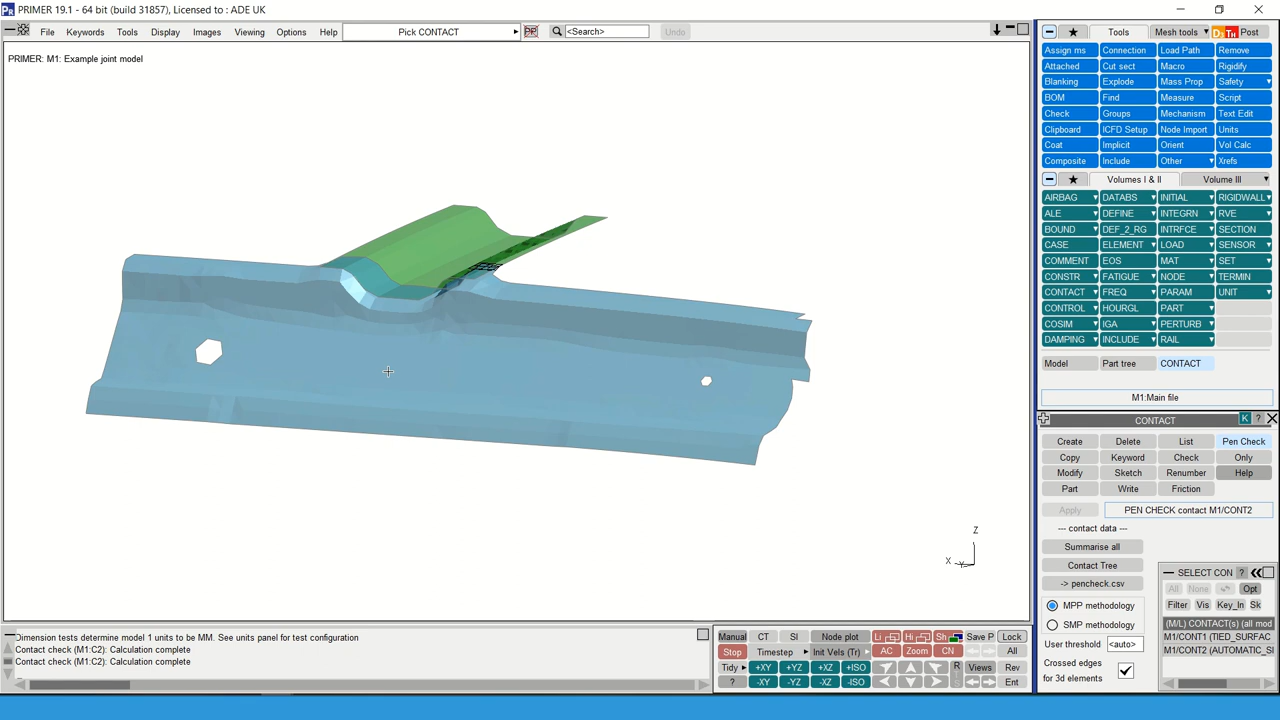 PRIMER 19.1 - 64 bit (build 31857), Licensed to : ADE UK
File Keywords Tools Display Images Viewing Options Help Pick CONTACT <Search> Undo
PRIMER: M1: Example joint model
Tools Mesh tools Post
Assign ms Connection Load Path Remove
Attached Cut sect Macro Rigidify
Blanking Explode Mass Prop Safety
BOM Find Measure Script
Check Groups Mechanism Text Edit
Clipboard ICFD Setup Node Import Units
Coat Implicit Orient Vol Calc
Composite Include Other Xrefs
Volumes I & II Volume III
AIRBAG DATABS INITIAL RIGIDWALL
ALE DEFINE INTEGRN RVE
BOUND DEF_2_RG INTRFCE SECTION
CASE ELEMENT LOAD SENSOR
COMMENT EOS MAT SET
CONSTR FATIGUE NODE TERMIN
CONTACT FREQ PARAM UNIT
CONTROL HOURGL PART
COSIM IGA PERTURB
DAMPING INCLUDE RAIL
Model Part tree CONTACT
M1:Main file
CONTACT K ?
Create Delete List Pen Check
Copy Keyword Check Only
Modify Sketch Renumber Help
Part Write Friction
Apply PEN CHECK contact M1/CONT2
--- contact data ---
Summarise all
Contact Tree
-> pencheck.csv
MPP methodology
SMP methodology
User threshold <auto>
Crossed edges
for 3d elements
SELECT CON ?
All None Opt
Filter Vis Key_In Sk
(M/L) CONTACT(s) (all mod
M1/CONT1 (TIED_SURFAC
M1/CONT2 (AUTOMATIC_SI
Z
X
Dimension tests determine model 1 units to be MM. See units panel for test configuration
Contact check (M1:C2): Calculation complete
Contact check (M1:C2): Calculation complete
Manual CT SI Node plot Li Hi Sh Save P Lock
Stop Timestep Init Vels (Tr) AC Zoom CN All
Tidy +XY +YZ +XZ +ISO R Views Rev
? -XY -YZ -XZ -ISO Ent